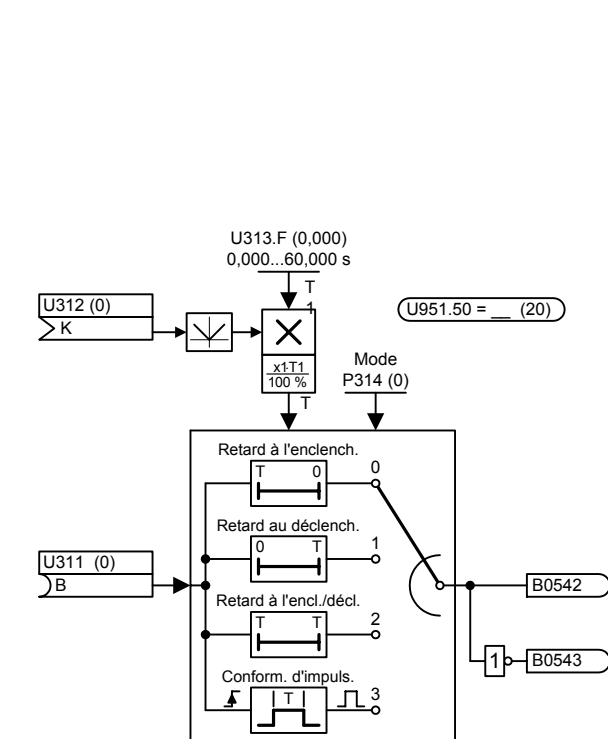 U313.F (0,000)
0,000...60,000 s
T
1
U312 (0)
K
U951.50 = __ (20)
x1·T1
100 %
Mode
P314 (0)
T
Retard à l'enclench.
T 0
0
Retard au déclench.
0 T
1
U311 (0)
B
Retard à l'encl./décl.
T T
2
B0542
Conform. d'impuls.
T
3
1
B0543